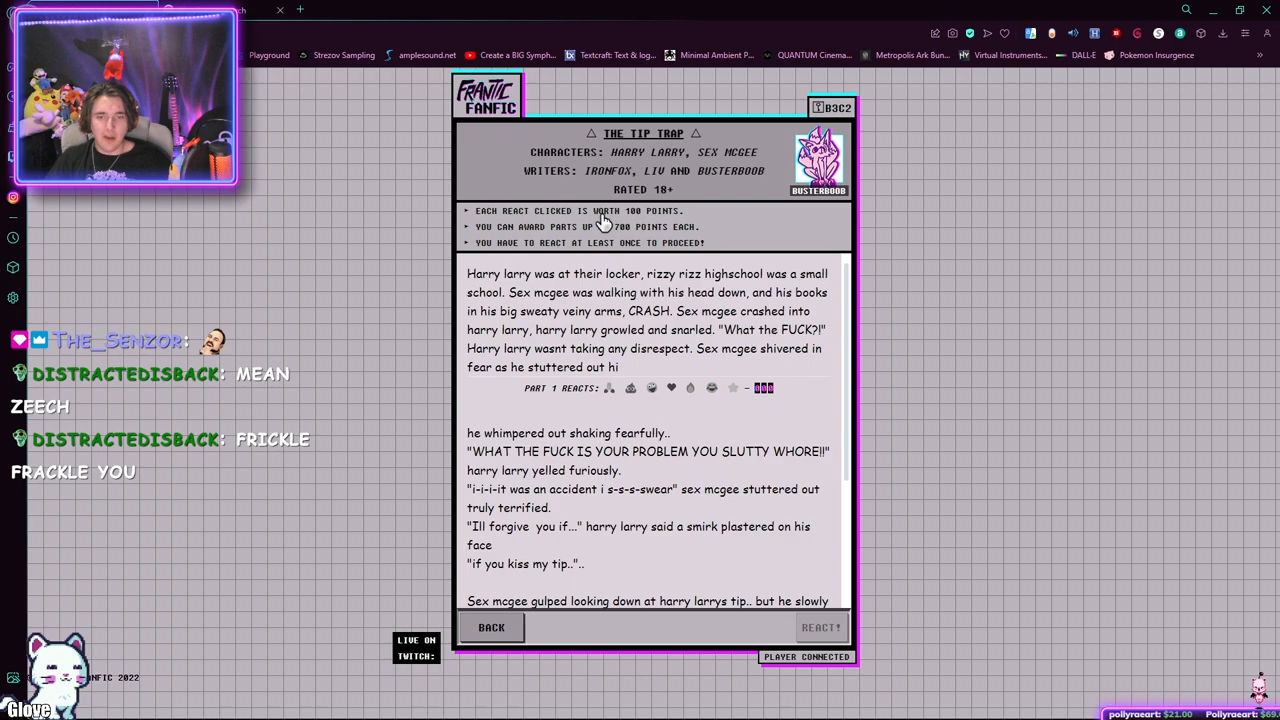 ch
Playground
Strezov Sampling
amplesound.net
Create a BIG Symph...
Textcraft: Text & log...
Minimal Ambient P...
QUANTUM Cinema...
Metropolis Ark Bun...
Virtual Instruments...
DALL-E
Pokemon Insurgence
FRANTIC
FANFIC
B3C2
△ THE TIP TRAP △
CHARACTERS: HARRY LARRY, SEX MCGEE
WRITERS: IRONFOX, LIV AND BUSTERBOOB
RATED 18+
BUSTERBOOB
EACH REACT CLICKED IS WORTH 100 POINTS.
YOU CAN AWARD PARTS UP 700 POINTS EACH.
YOU HAVE TO REACT AT LEAST ONCE TO PROCEED!
Harry larry was at their locker, rizzy rizz highschool was a small
school. Sex mcgee was walking with his head down, and his books
in his big sweaty veiny arms, CRASH. Sex mcgee crashed into
harry larry, harry larry growled and snarled. "What the FUCK?!"
Harry larry wasnt taking any disrespect. Sex mcgee shivered in
fear as he stuttered out hi
PART 1 REACTS: – 000
he whimpered out shaking fearfully..
"WHAT THE FUCK IS YOUR PROBLEM YOU SLUTTY WHORE!!"
harry larry yelled furiously.
"i-i-i-it was an accident i s-s-s-swear" sex mcgee stuttered out
truly terrified.
"Ill forgive you if..." harry larry said a smirk plastered on his
face
"if you kiss my tip.."..
Sex mcgee gulped looking down at harry larrys tip.. but he slowly
BACK
REACT!
PLAYER CONNECTED
LIVE ON
TWITCH:
The_Senzor:
DISTRACTEDISBACK: MEAN
ZEECH
DISTRACTEDISBACK: FRICKLE
FRACKLE YOU
ANFIC 2022
Glove
pollyraeart: $21.00 Pollyraeart: $69.